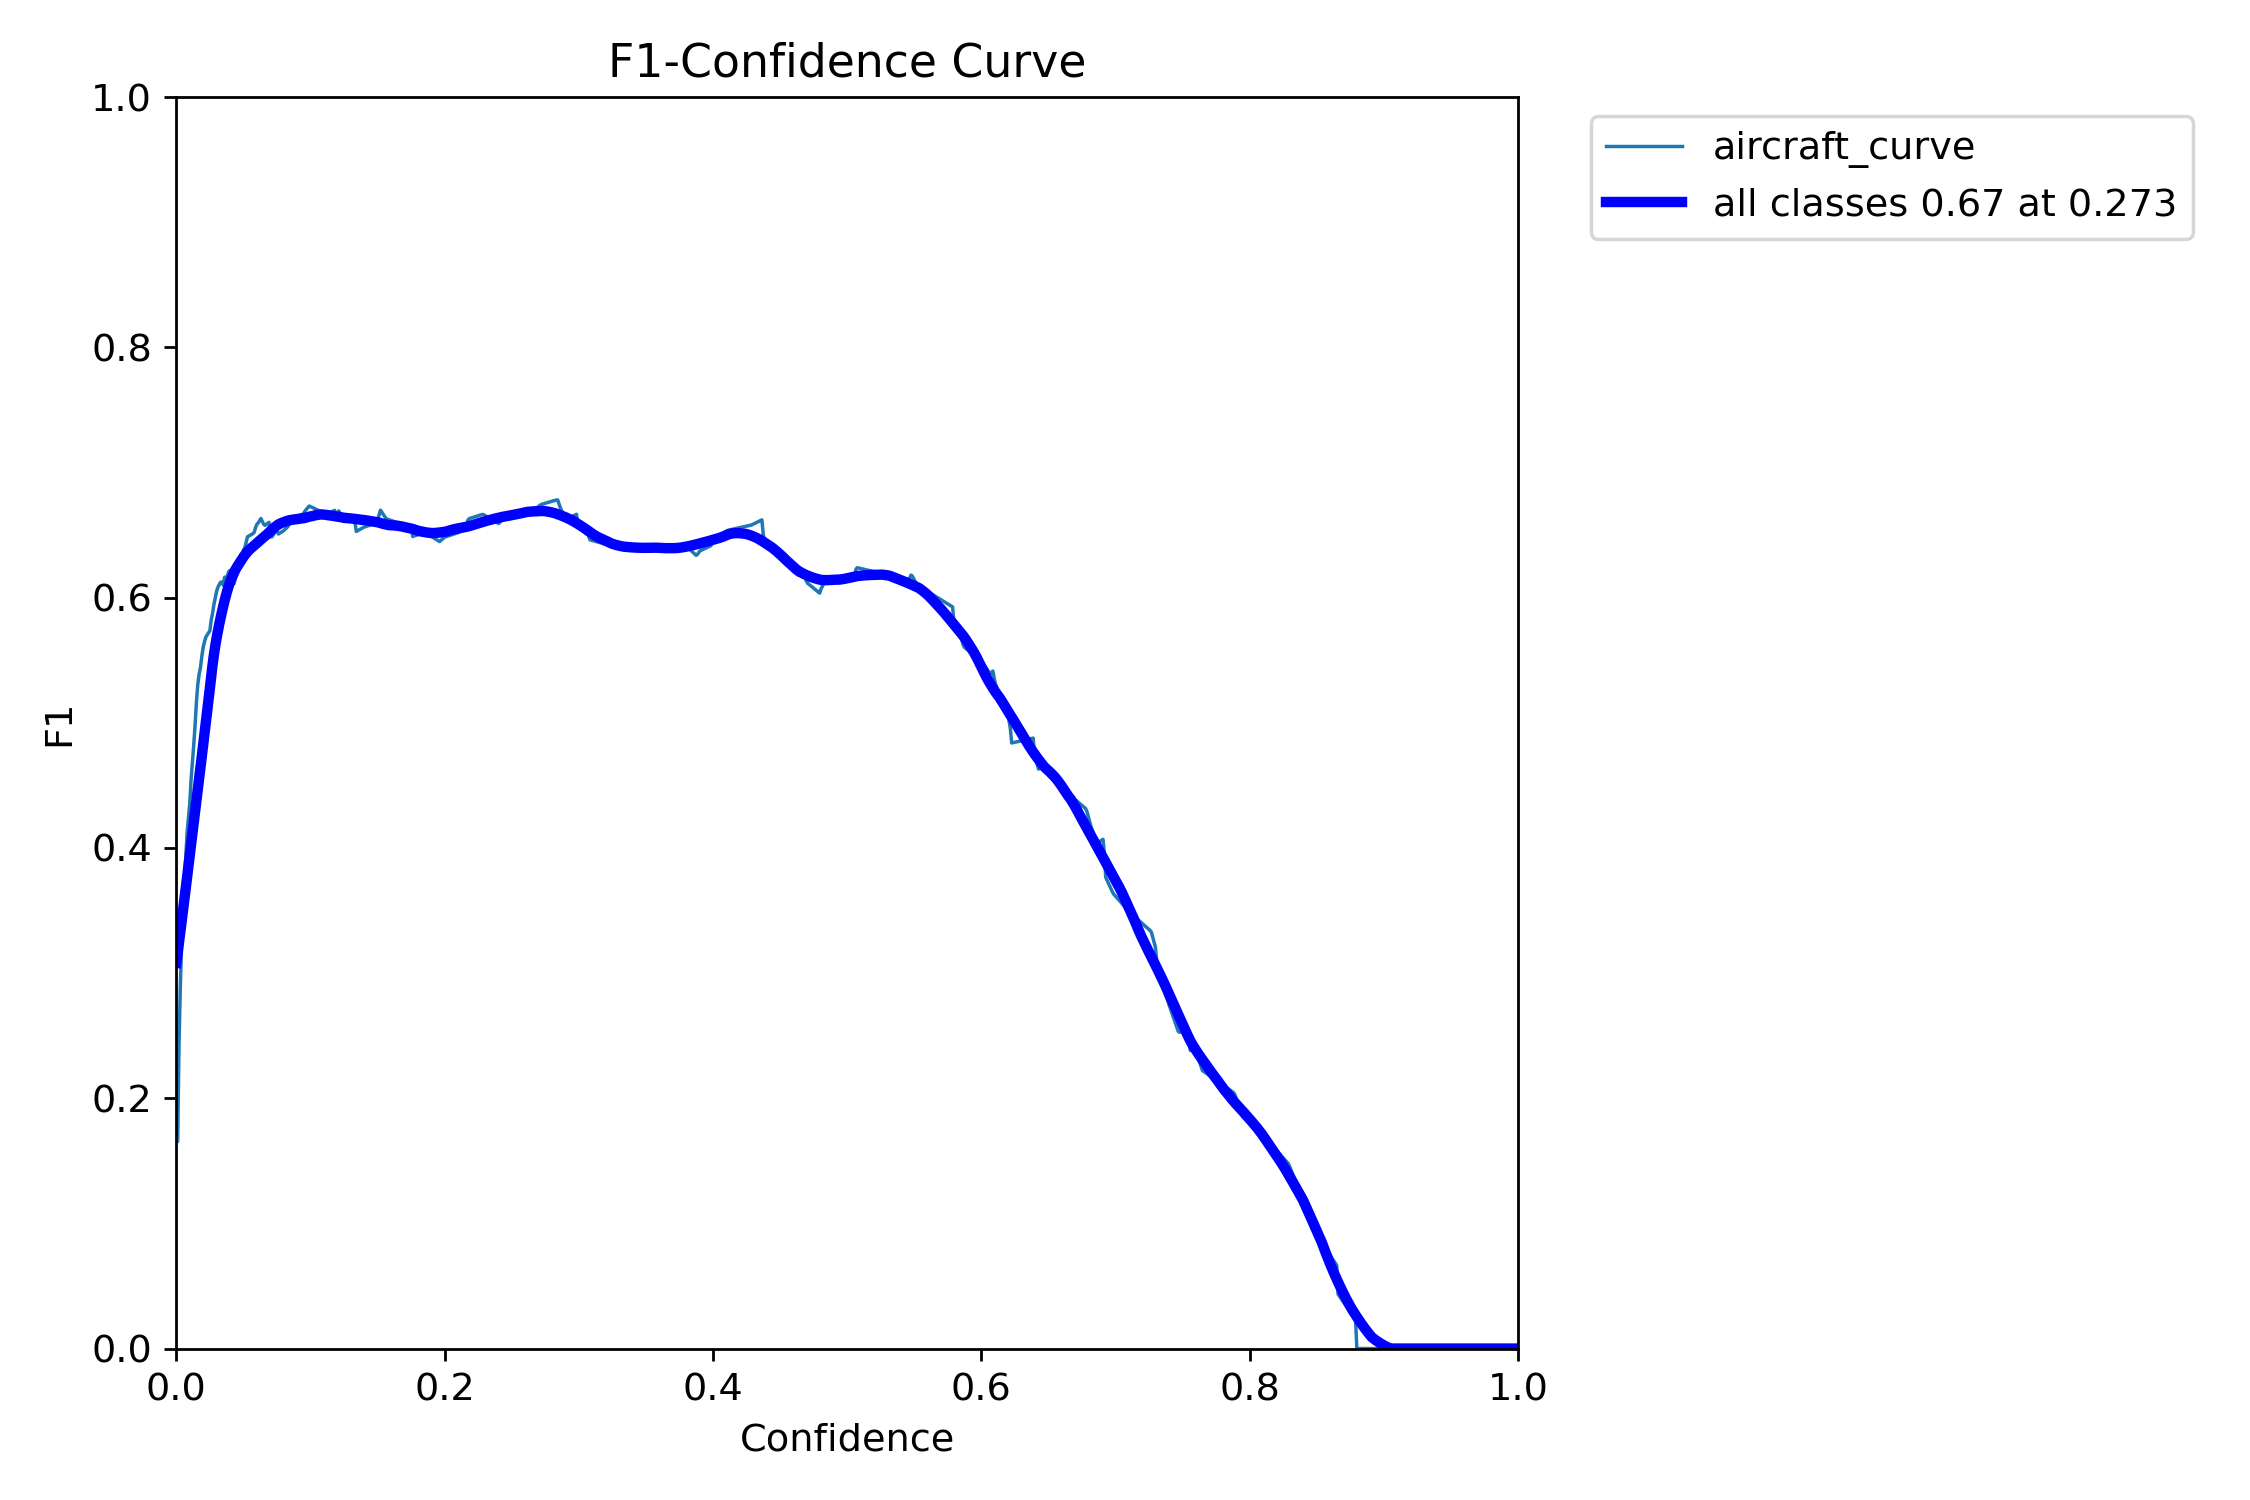 F1-Confidence Curve
1.0
0.8
0.6
0.4
0.2
0.0
F1
0.0 0.2 0.4 0.6 0.8 1.0
Confidence
aircraft_curve
all classes 0.67 at 0.273